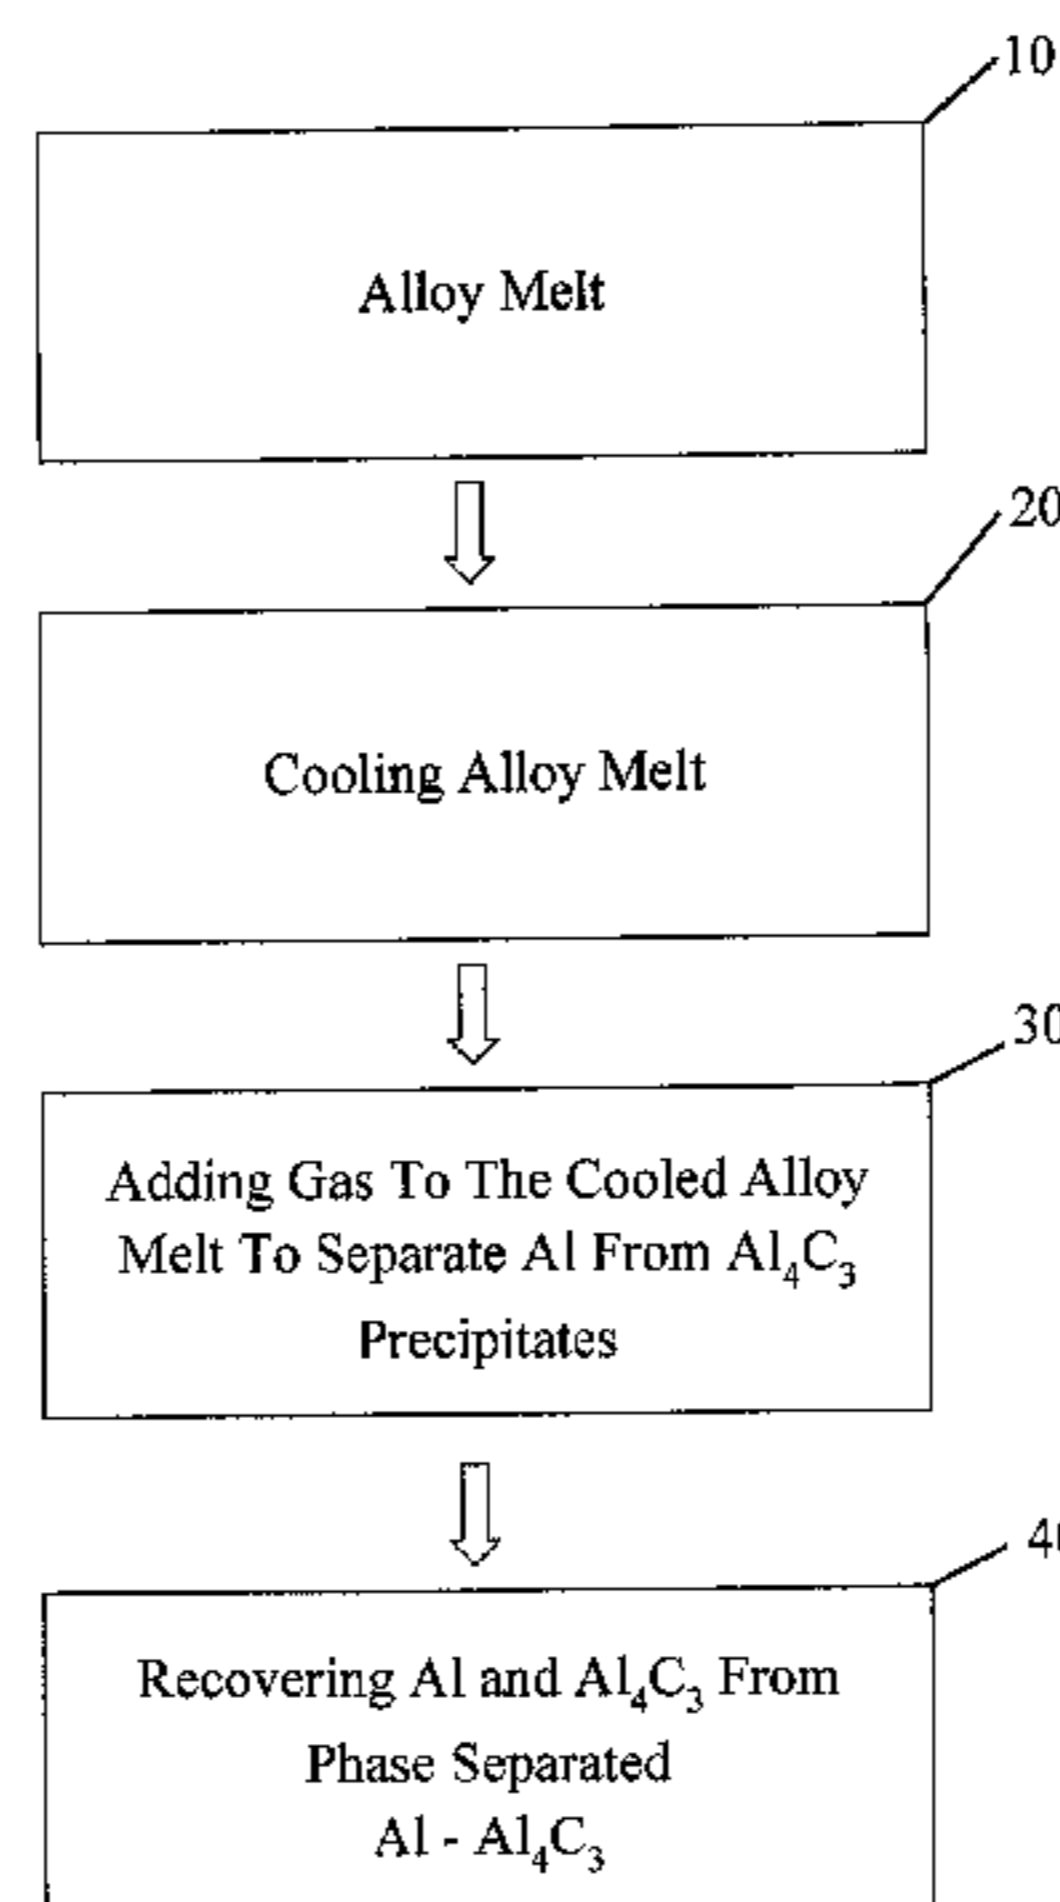 10
Alloy Melt
20
Cooling Alloy Melt
30
Adding Gas To The Cooled Alloy
Melt To Separate Al From Al₄C₃
Precipitates
40
Recovering Al and Al₄C₃ From
Phase Separated
Al - Al₄C₃